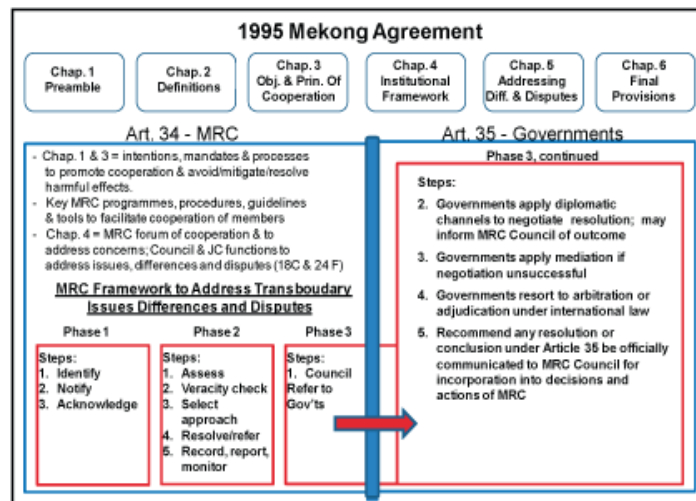 1995 Mekong Agreement
Chap. 1
Preamble
Chap. 2
Definitions
Chap. 3
Obj. & Prin. Of
Cooperation
Chap. 4
Institutional
Framework
Chap. 5
Addressing
Diff. & Disputes
Chap. 6
Final
Provisions
Art. 34 - MRC
- Chap. 1 & 3 = intentions, mandates & processes
to promote cooperation & avoid/mitigate/resolve
harmful effects.
- Key MRC programmes, procedures, guidelines
& tools to facilitate cooperation of members
- Chap. 4 = MRC forum of cooperation & to
address concerns; Council & JC functions to
address issues, differences and disputes (18C & 24 F)
MRC Framework to Address Transboudary
Issues Differences and Disputes
Phase 1
Steps:
1. Identify
2. Notify
3. Acknowledge
Phase 2
Steps:
1. Assess
2. Veracity check
3. Select
approach
4. Resolve/refer
5. Record, report,
monitor
Phase 3
Steps:
1. Council
Refer to
Gov'ts
Art. 35 - Governments
Phase 3, continued
Steps:
2. Governments apply diplomatic
channels to negotiate resolution; may
inform MRC Council of outcome
3. Governments apply mediation if
negotiation unsuccessful
4. Governments resort to arbitration or
adjudication under international law
5. Recommend any resolution or
conclusion under Article 35 be officially
communicated to MRC Council for
incorporation into decisions and
actions of MRC